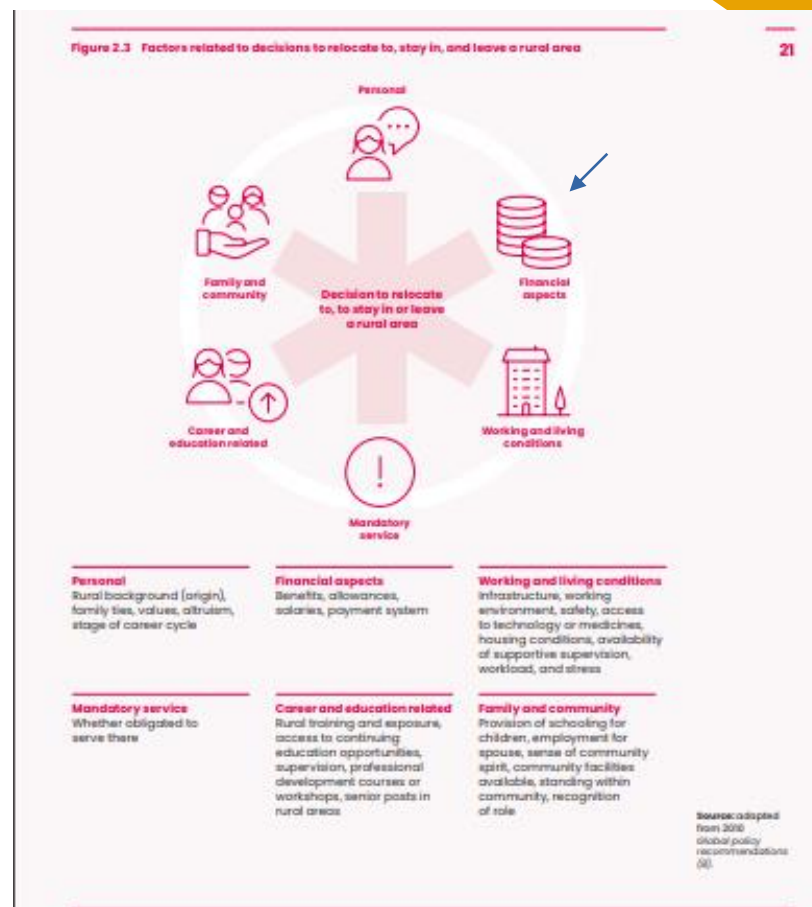 Figure 2.3 Factors related to decisions to relocate to, stay in, and leave a rural area
21
Personal
Family and
community
Financial
aspects
Decision to relocate
to, to stay in or leave
a rural area
Career and
education related
Working and living
conditions
Mandatory
service
Personal
Rural background (origin),
family ties, values, altruism,
stage of career cycle
Financial aspects
Benefits, allowances,
salaries, payment system
Working and living conditions
Infrastructure, working
environment, safety, access
to technology or medicines,
housing conditions, availability
of supportive supervision,
workload, and stress
Mandatory service
Whether obligated to
serve there
Career and education related
Rural training and exposure,
access to continuing
education opportunities,
supervision, professional
development courses or
workshops, senior posts in
rural areas
Family and community
Provision of schooling for
children, employment for
spouse, sense of community
spirit, community facilities
available, standing within
community, recognition
of role
Source: adapted
from 2010
Global policy
recommendations